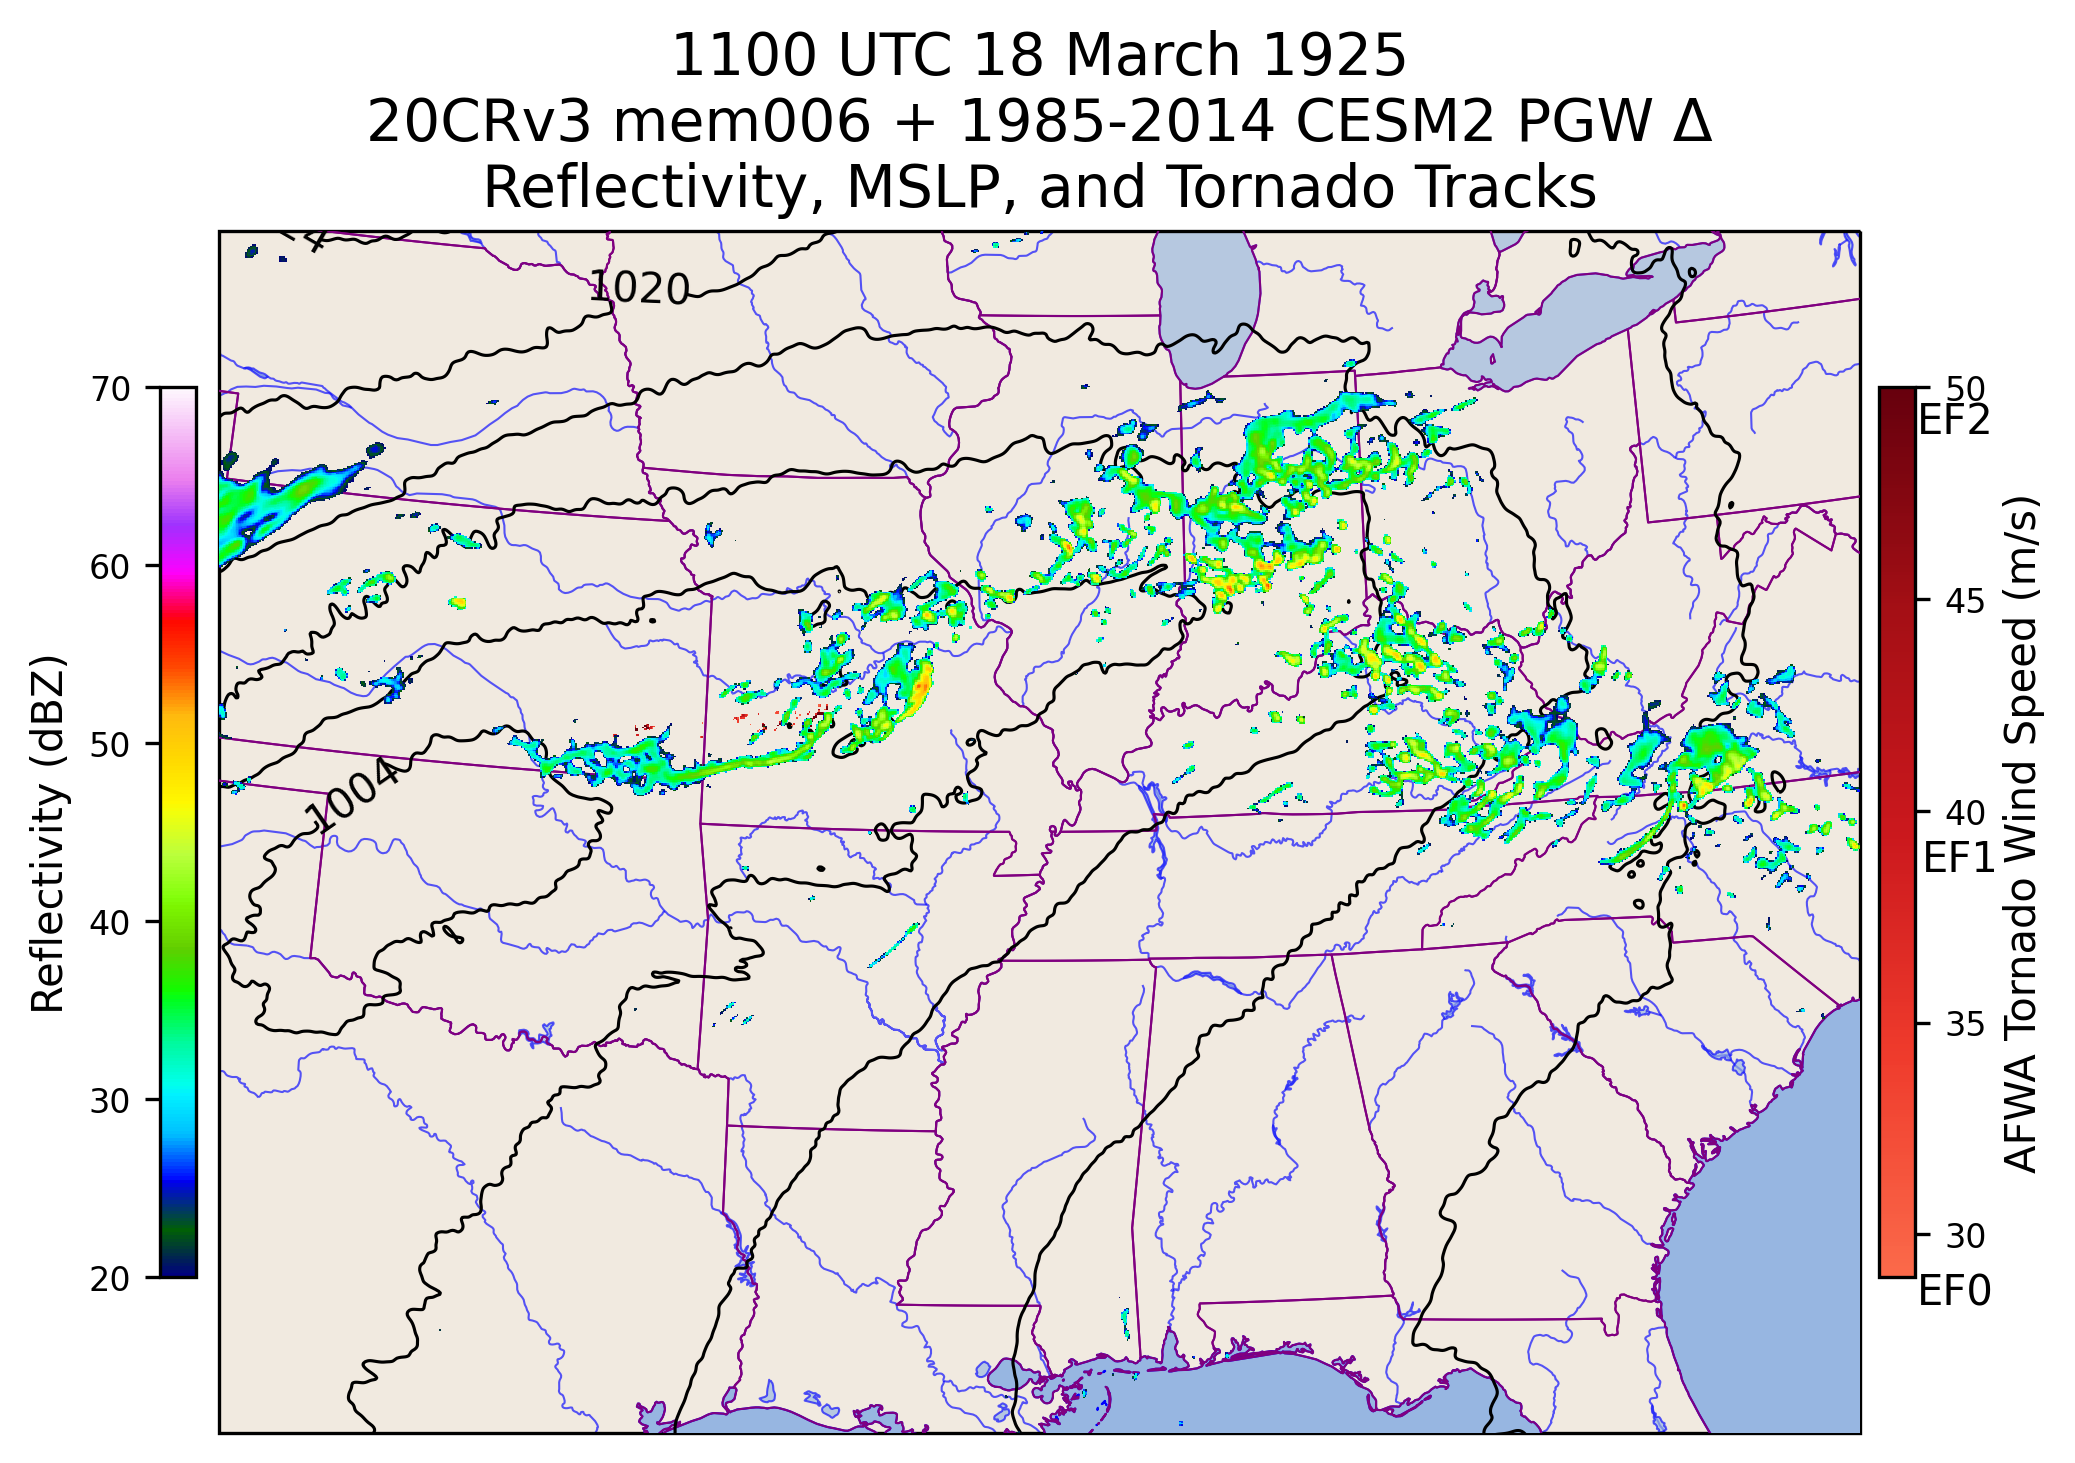 1100 UTC 18 March 1925
20CRv3 mem006 + 1985-2014 CESM2 PGW Δ
Reflectivity, MSLP, and Tornado Tracks
1020
1004
70
60
50
40
30
20
Reflectivity (dBZ)
50
EF2
45
40
EF1
35
30
EF0
AFWA Tornado Wind Speed (m/s)